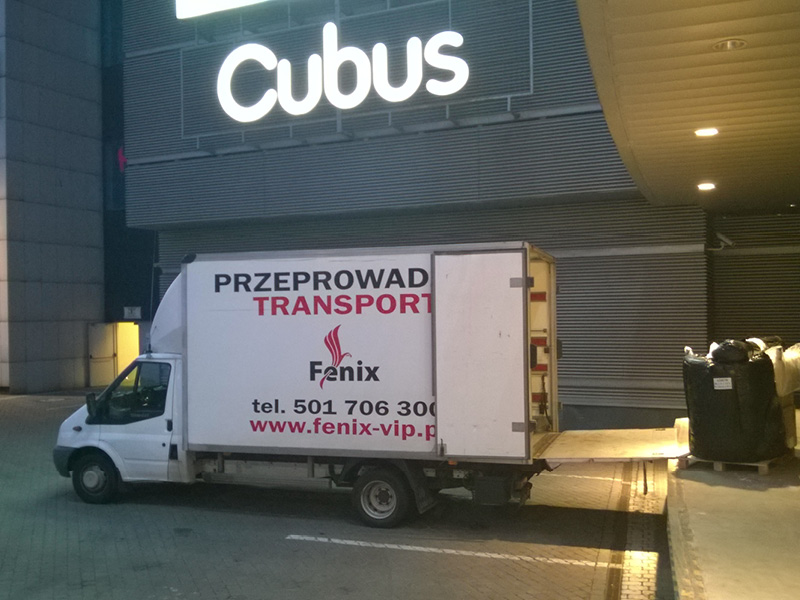 Cubus
PRZEPROWAD
TRANSPORT
Fenix
tel. 501 706 300
www.fenix-vip.p